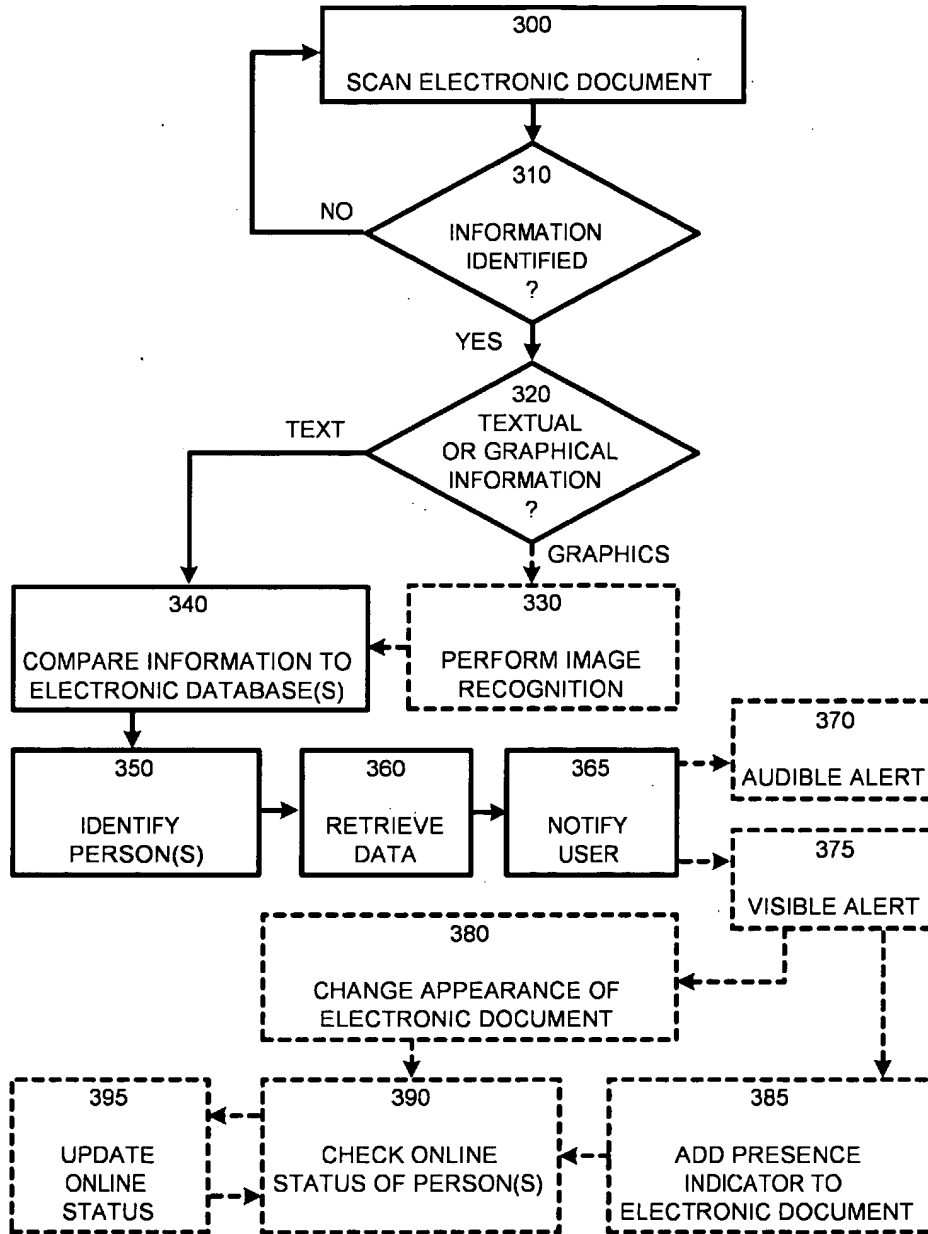 300
SCAN ELECTRONIC DOCUMENT
310
NO
INFORMATION
IDENTIFIED
?
YES
320
TEXTUAL
OR GRAPHICAL
INFORMATION
?
TEXT
GRAPHICS
340
COMPARE INFORMATION TO
ELECTRONIC DATABASE(S)
330
PERFORM IMAGE
RECOGNITION
350
IDENTIFY
PERSON(S)
360
RETRIEVE
DATA
365
NOTIFY
USER
370
AUDIBLE ALERT
375
VISIBLE ALERT
380
CHANGE APPEARANCE OF
ELECTRONIC DOCUMENT
395
UPDATE
ONLINE
STATUS
390
CHECK ONLINE
STATUS OF PERSON(S)
385
ADD PRESENCE
INDICATOR TO
ELECTRONIC DOCUMENT